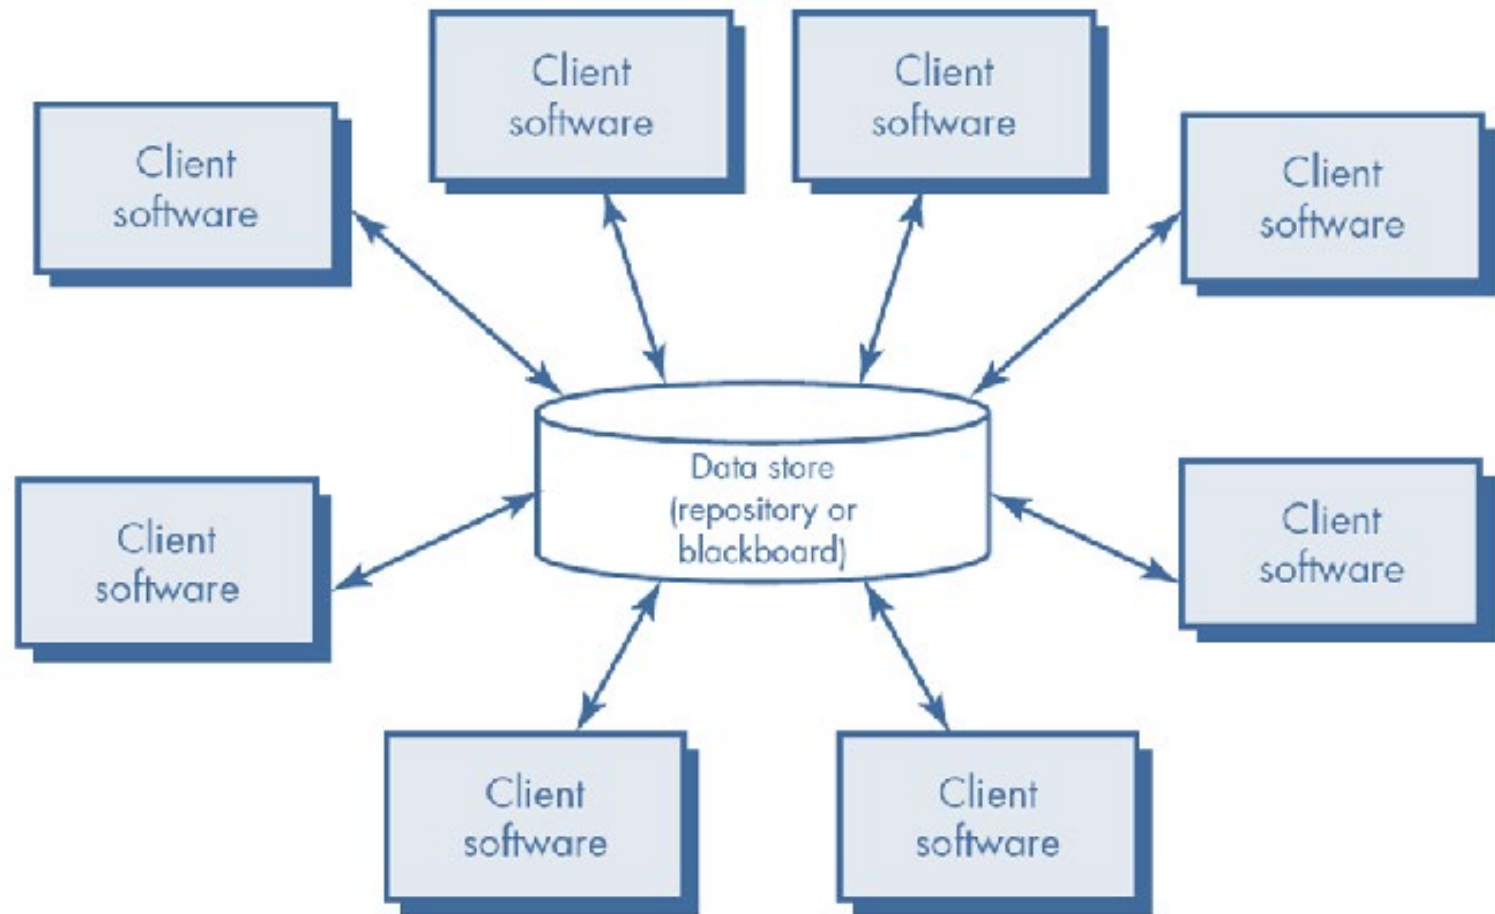 Client
software
Client
software
Client
software
Client
software
Data store
(repository or
blackboard)
Client
software
Client
software
Client
software
Client
software